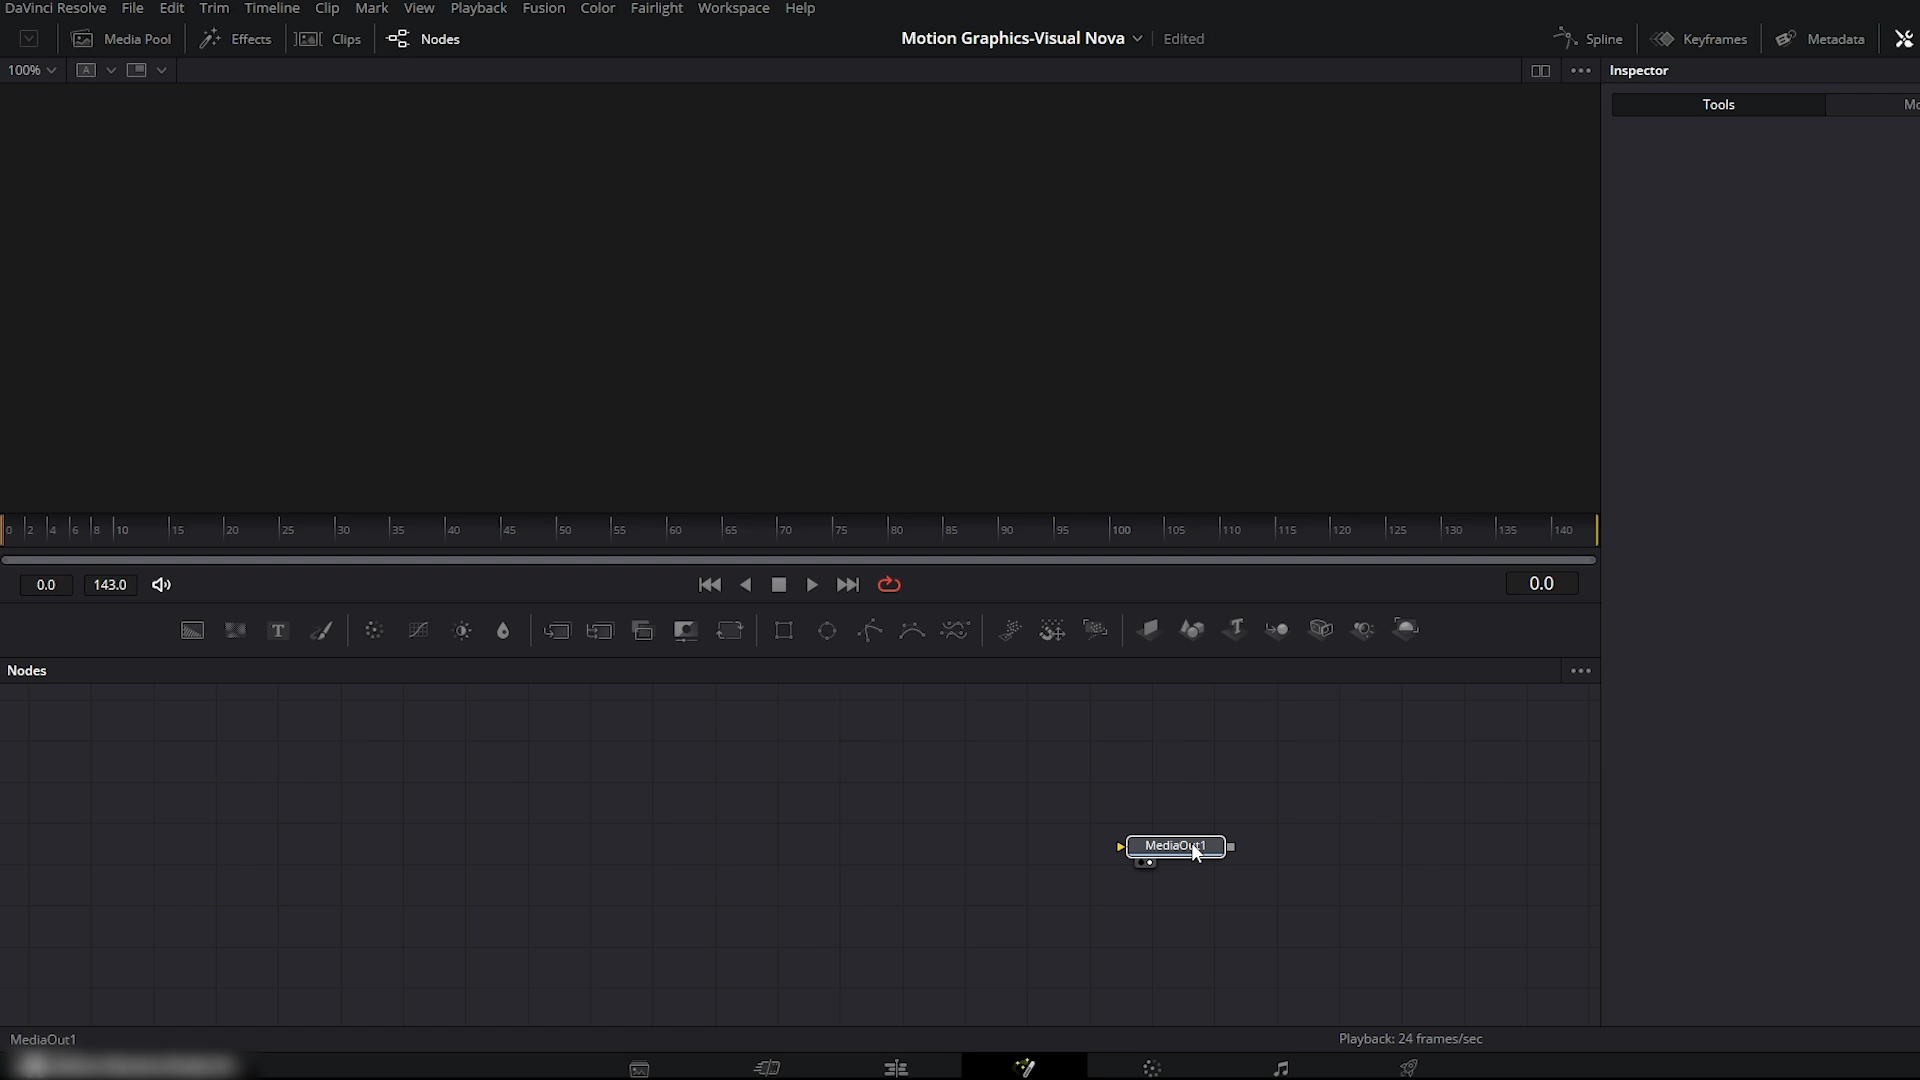 DaVinci Resolve File Edit Trim Timeline Clip Mark View Playback Fusion Color Fairlight Workspace Help
Media Pool Effects Clips Nodes Motion Graphics-Visual Nova Edited Spline Keyframes Metadata
100% A Inspector
Tools
0 2 4 6 8 10 15 20 25 30 35 40 45 50 55 60 65 70 75 80 85 90 95 100 105 110 115 120 125 130 135 140
0.0 143.0 0.0
T
Nodes
MediaOut1
MediaOut1 Playback: 24 frames/sec